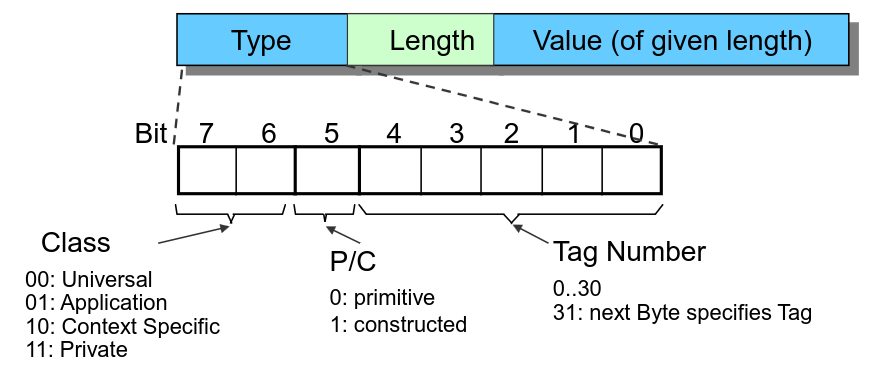 Type Length Value (of given length)
Bit 7 6 5 4 3 2 1 0
Class
00: Universal
01: Application
10: Context Specific
11: Private
P/C
0: primitive
1: constructed
Tag Number
0..30
31: next Byte specifies Tag